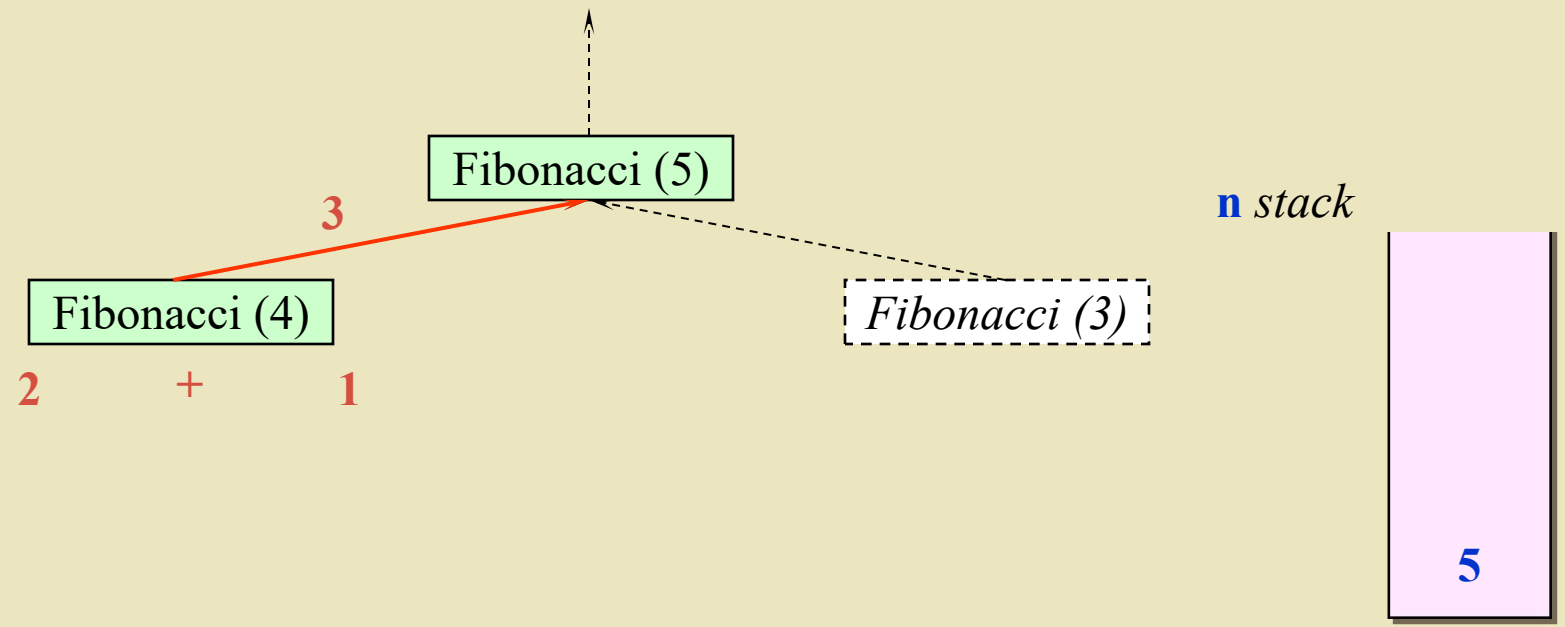 Fibonacci (5)
3
n stack
Fibonacci (4)
Fibonacci (3)
2 + 1
5